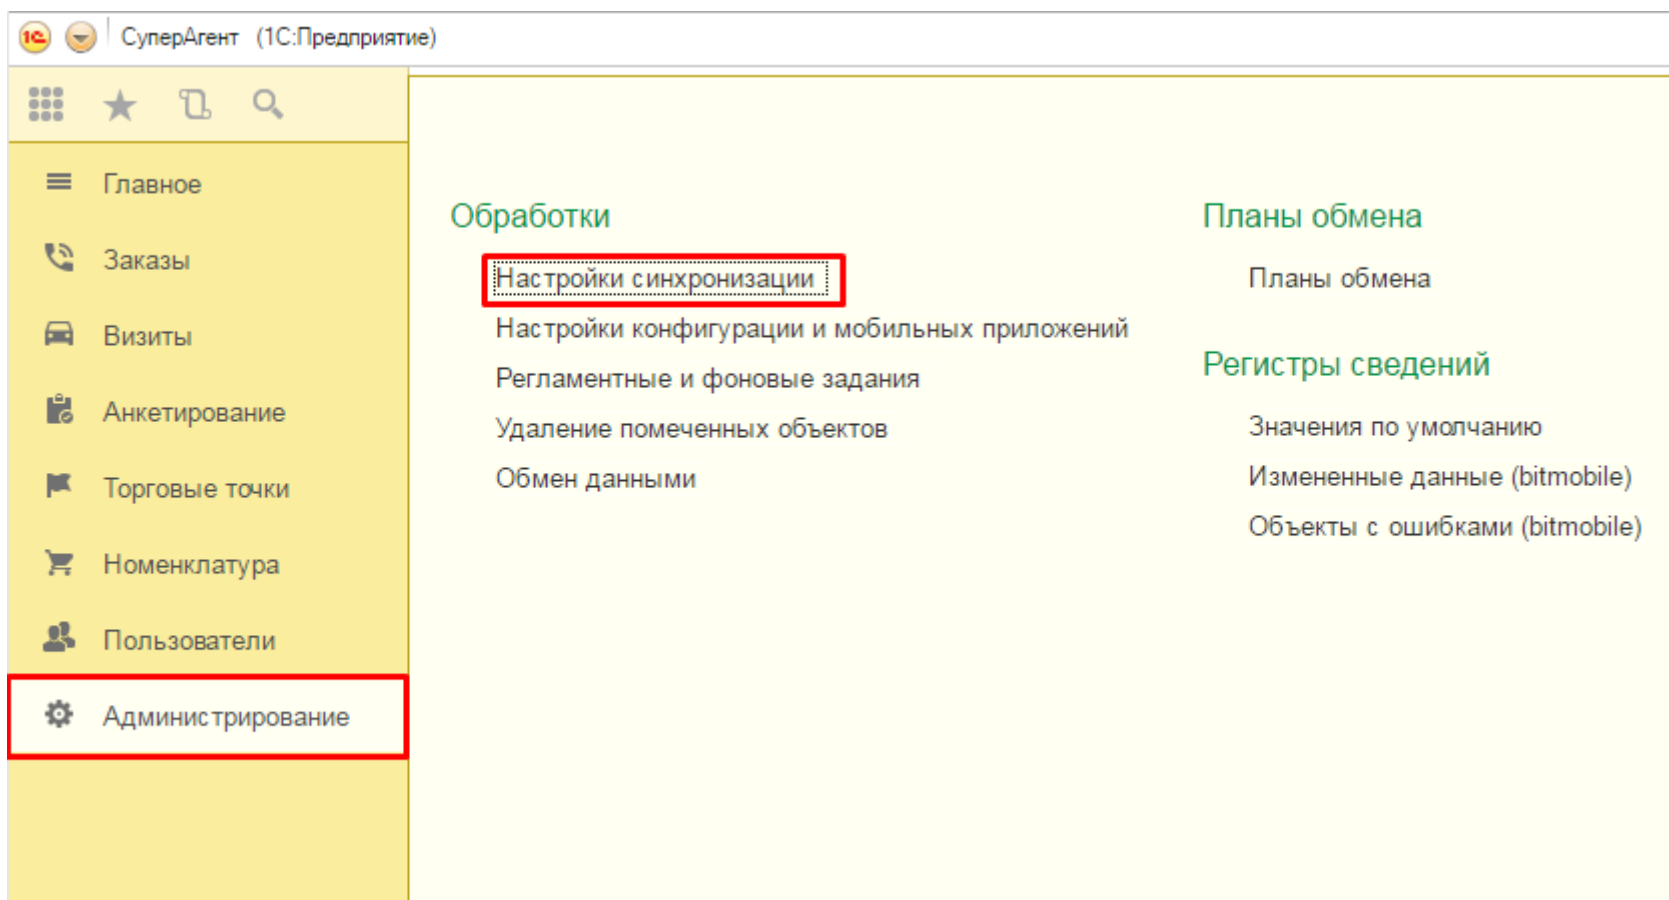 1С СуперАгент (1С:Предприятие)
Главное
Заказы
Визиты
Анкетирование
Торговые точки
Номенклатура
Пользователи
Администрирование
Обработки
Настройки синхронизации
Настройки конфигурации и мобильных приложений
Регламентные и фоновые задания
Удаление помеченных объектов
Обмен данными
Планы обмена
Планы обмена
Регистры сведений
Значения по умолчанию
Измененные данные (bitmobile)
Объекты с ошибками (bitmobile)